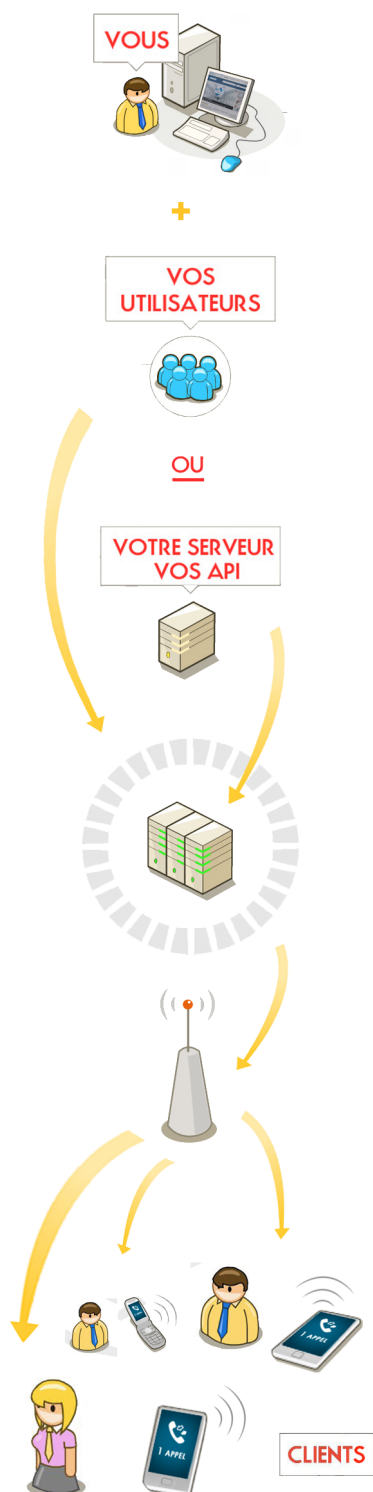 VOUS
VOS
UTILISATEURS
OU
VOTRE SERVEUR
VOS API
1 APPEL
1 APPEL
CLIENTS